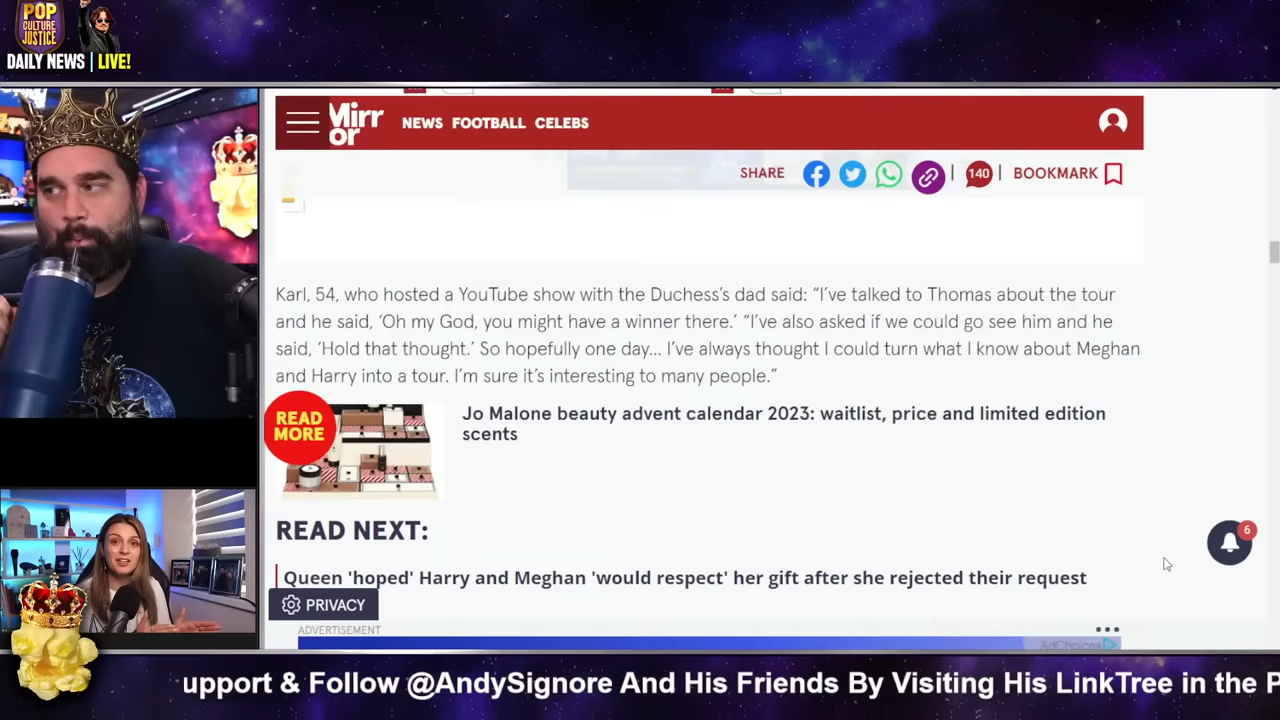 POP
CULTURE
JUSTICE
DAILY NEWS | LIVE!
Mirr
or
NEWS FOOTBALL CELEBS
SHARE
140
BOOKMARK
Karl, 54, who hosted a YouTube show with the Duchess’s dad said: “I’ve talked to Thomas about the tour
and he said, ‘Oh my God, you might have a winner there.’ “I’ve also asked if we could go see him and he
said, ‘Hold that thought.’ So hopefully one day... I’ve always thought I could turn what I know about Meghan
and Harry into a tour. I’m sure it’s interesting to many people.”
READ
MORE
Jo Malone beauty advent calendar 2023: waitlist, price and limited edition
scents
READ NEXT:
6
Queen 'hoped' Harry and Meghan 'would respect' her gift after she rejected their request
PRIVACY
ADVERTISEMENT
AdChoices
upport & Follow @AndySignore And His Friends By Visiting His LinkTree in the P